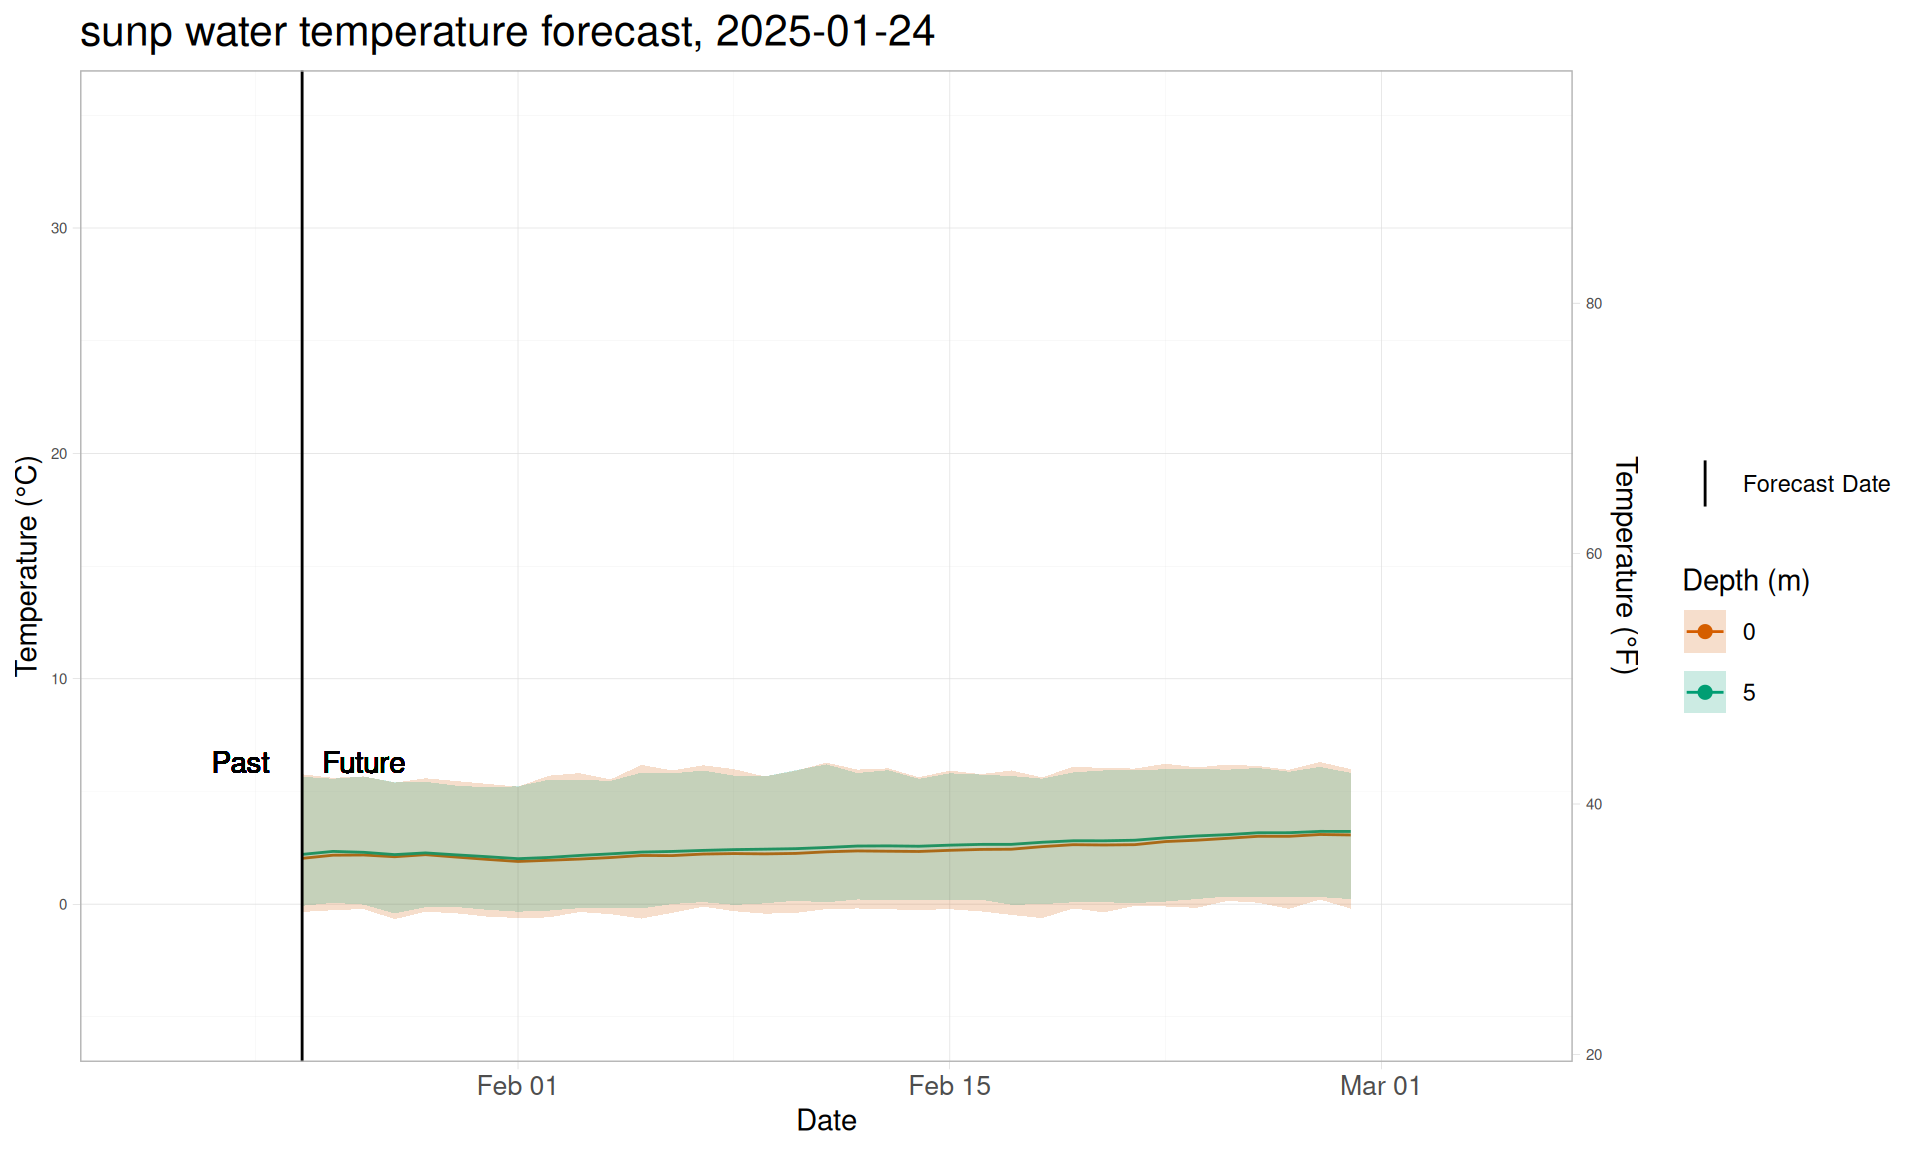 sunp water temperature forecast, 2025-01-24
Temperature (°C)
30
20
10
0
Past
Future
80
60
40
20
Temperature (°F)
Feb 01
Feb 15
Mar 01
Date
Forecast Date
Depth (m)
0
5